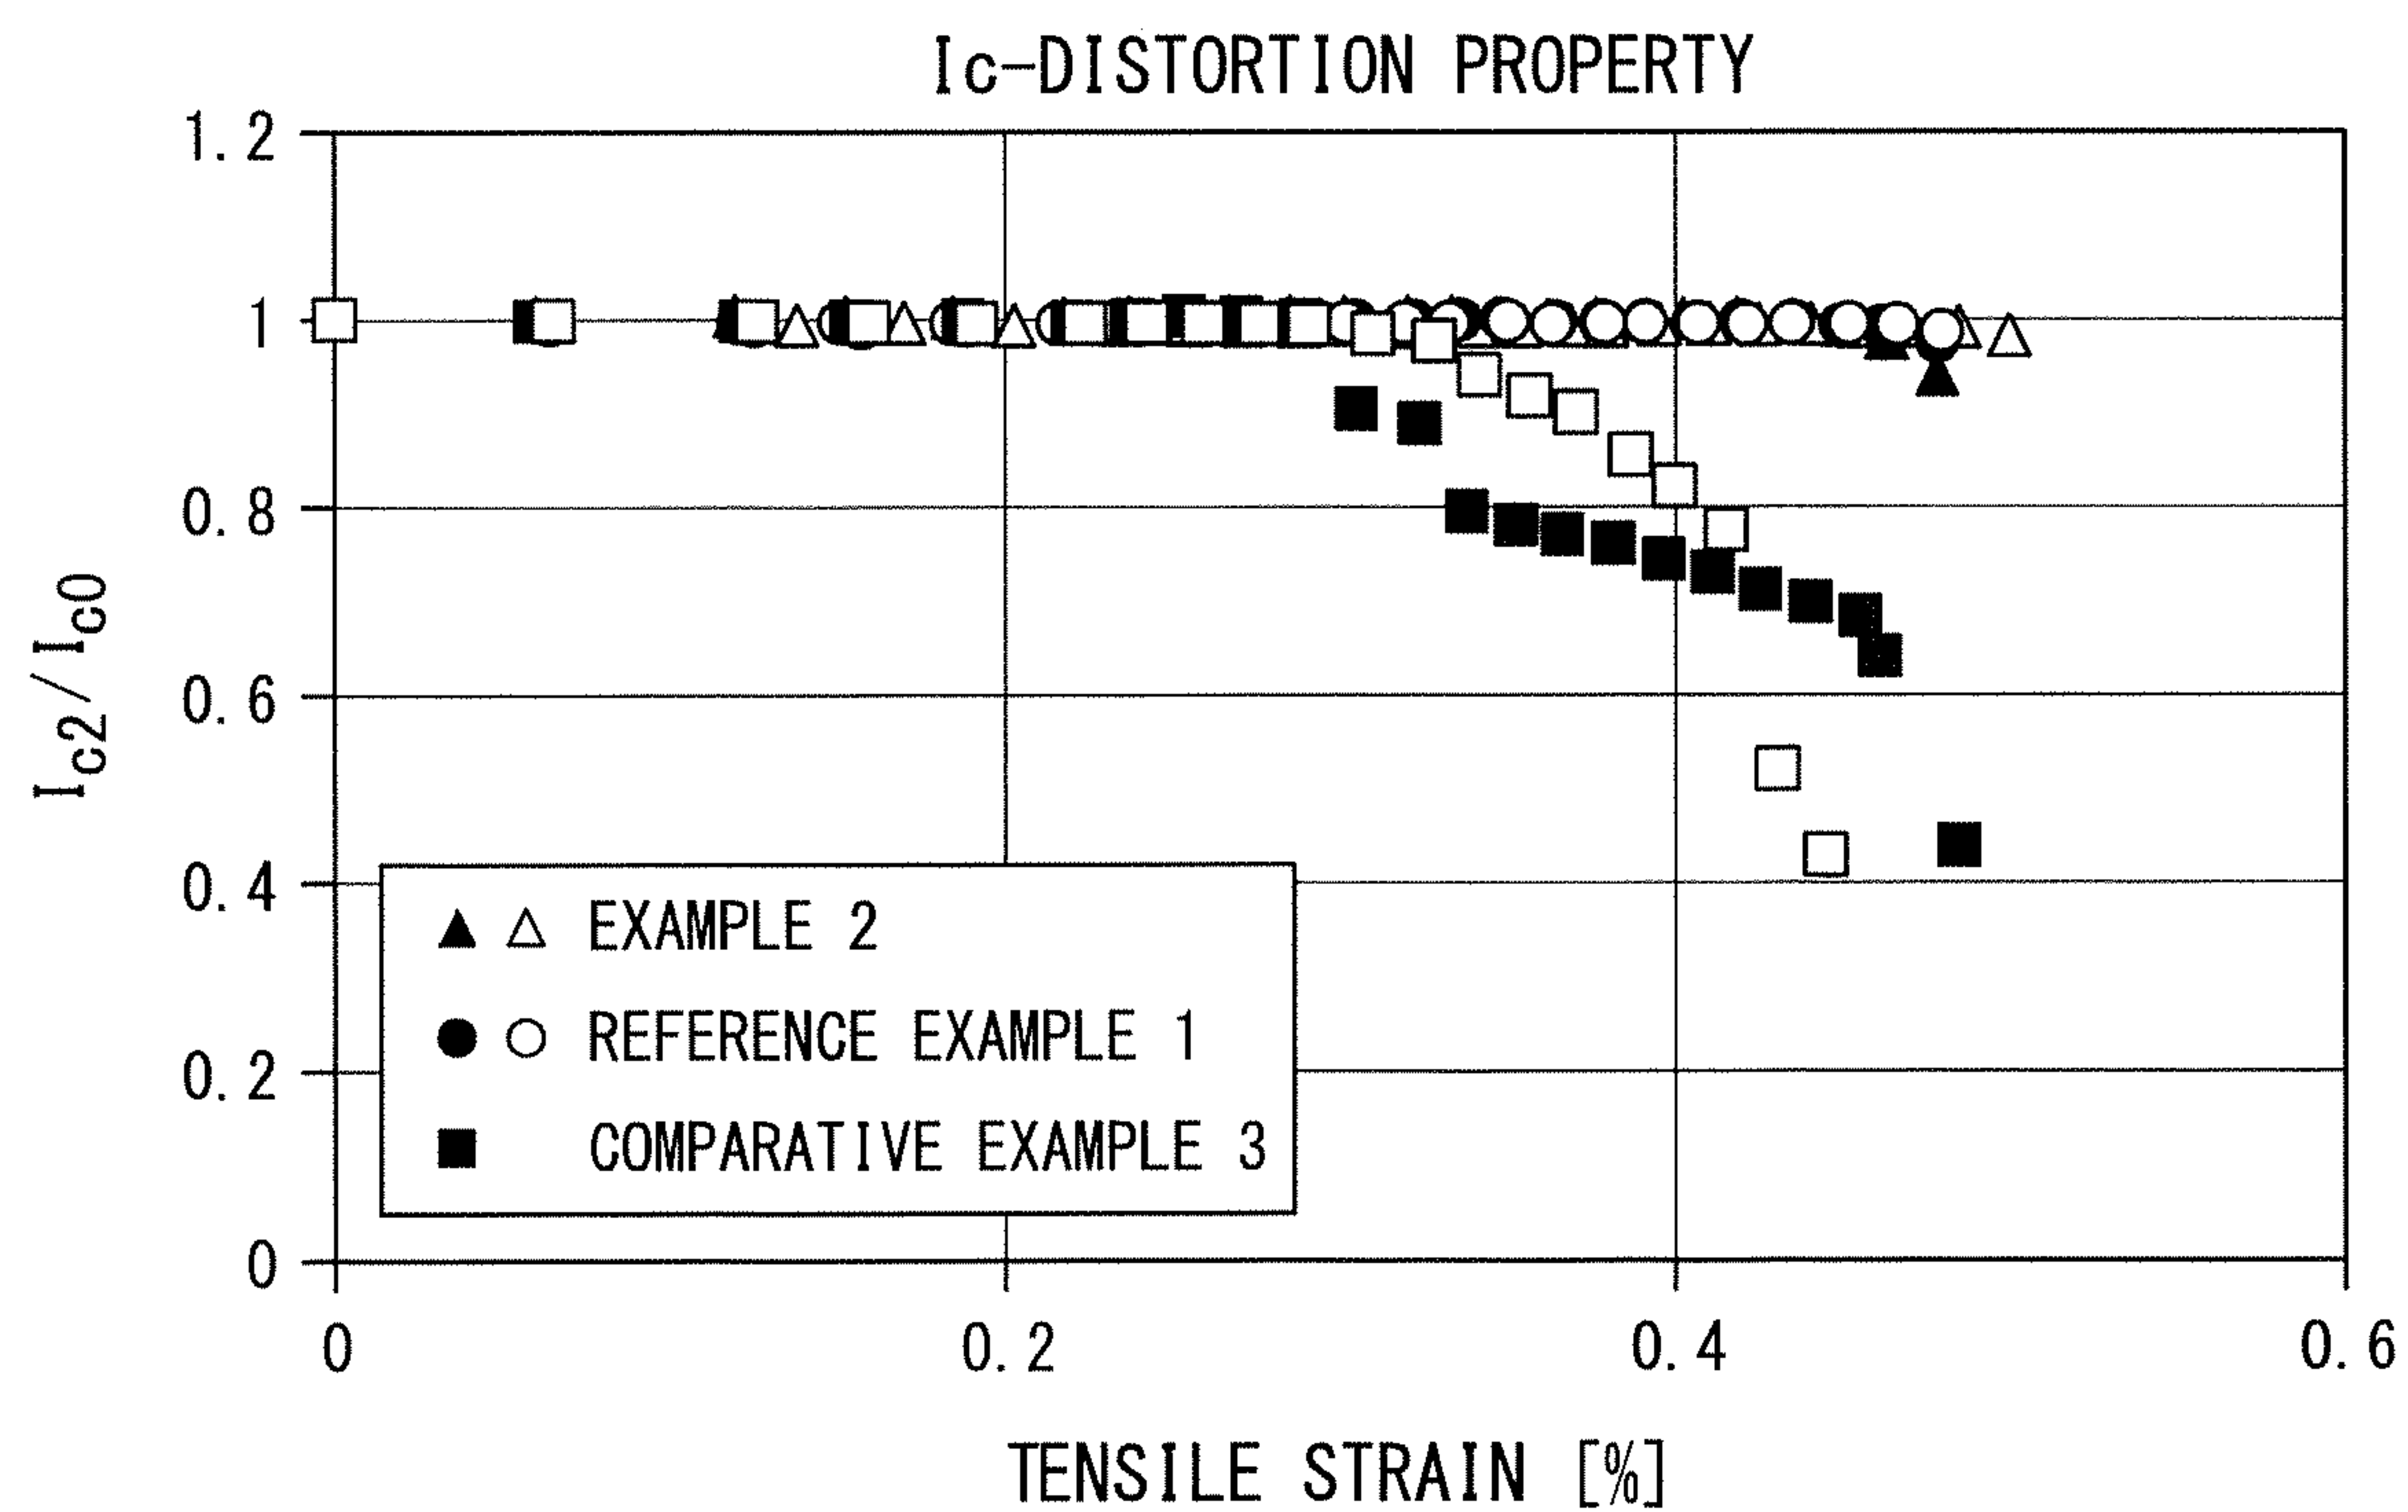 Ic-DISTORTION PROPERTY
1.2
1
0.8
0.6
0.4
0.2
0
Ic2/Ic0
▲ △ EXAMPLE 2
● ○ REFERENCE EXAMPLE 1
■ COMPARATIVE EXAMPLE 3
0 0.2 0.4 0.6
TENSILE STRAIN [%]